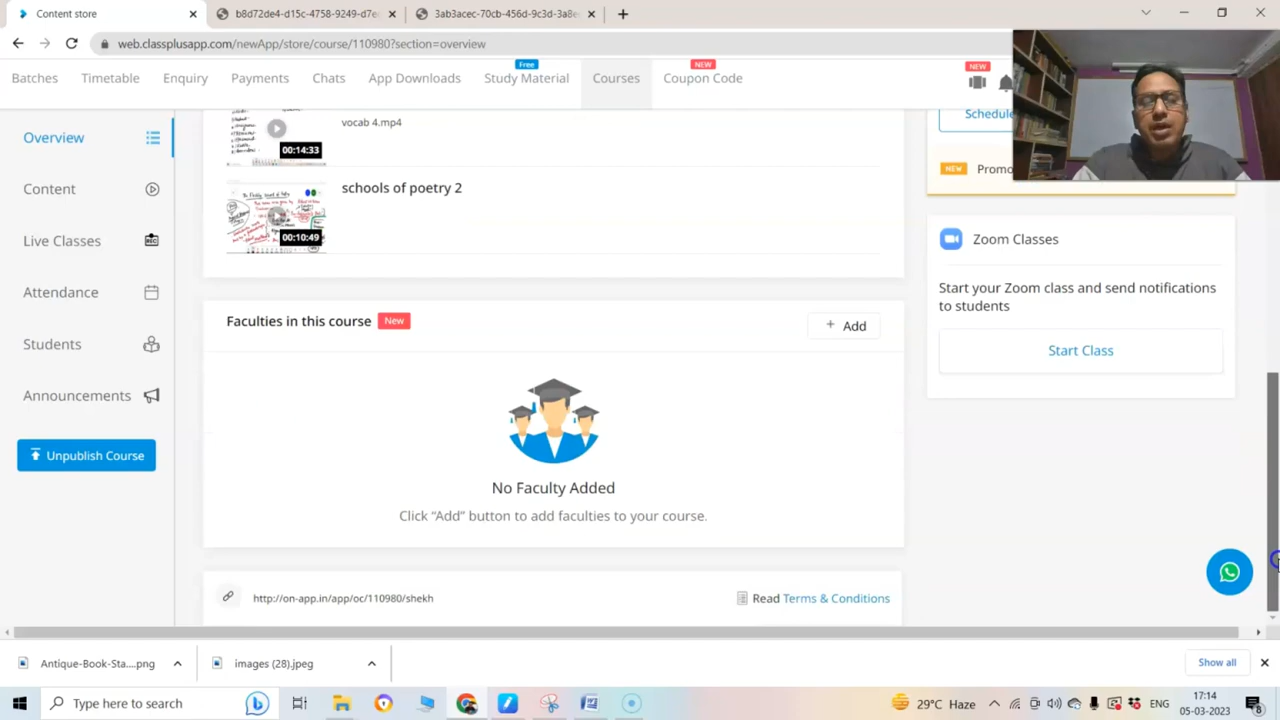 Content store
b8d72de4-d15c-4758-9249-d7e
3ab3acec-70cb-456d-9c3d-3a8e
web.classplusapp.com/newApp/store/course/110980?section=overview
Free
NEW
NEW
Batches
Timetable
Enquiry
Payments
Chats
App Downloads
Study Material
Courses
Coupon Code
Overview
Content
Live Classes
REC
Attendance
Students
Announcements
Unpublish Course
vocab 4.mp4
00:14:33
schools of poetry 2
00:10:49
Faculties in this course New
+ Add
No Faculty Added
Click “Add” button to add faculties to your course.
http://on-app.in/app/oc/110980/shekh
Read Terms & Conditions
Schedule
NEW Promo
Zoom Classes
Start your Zoom class and send notifications
to students
Start Class
Antique-Book-Sta....png
images (28).jpeg
Show all
Type here to search
29°C Haze
ENG
17:14
05-03-2023
8